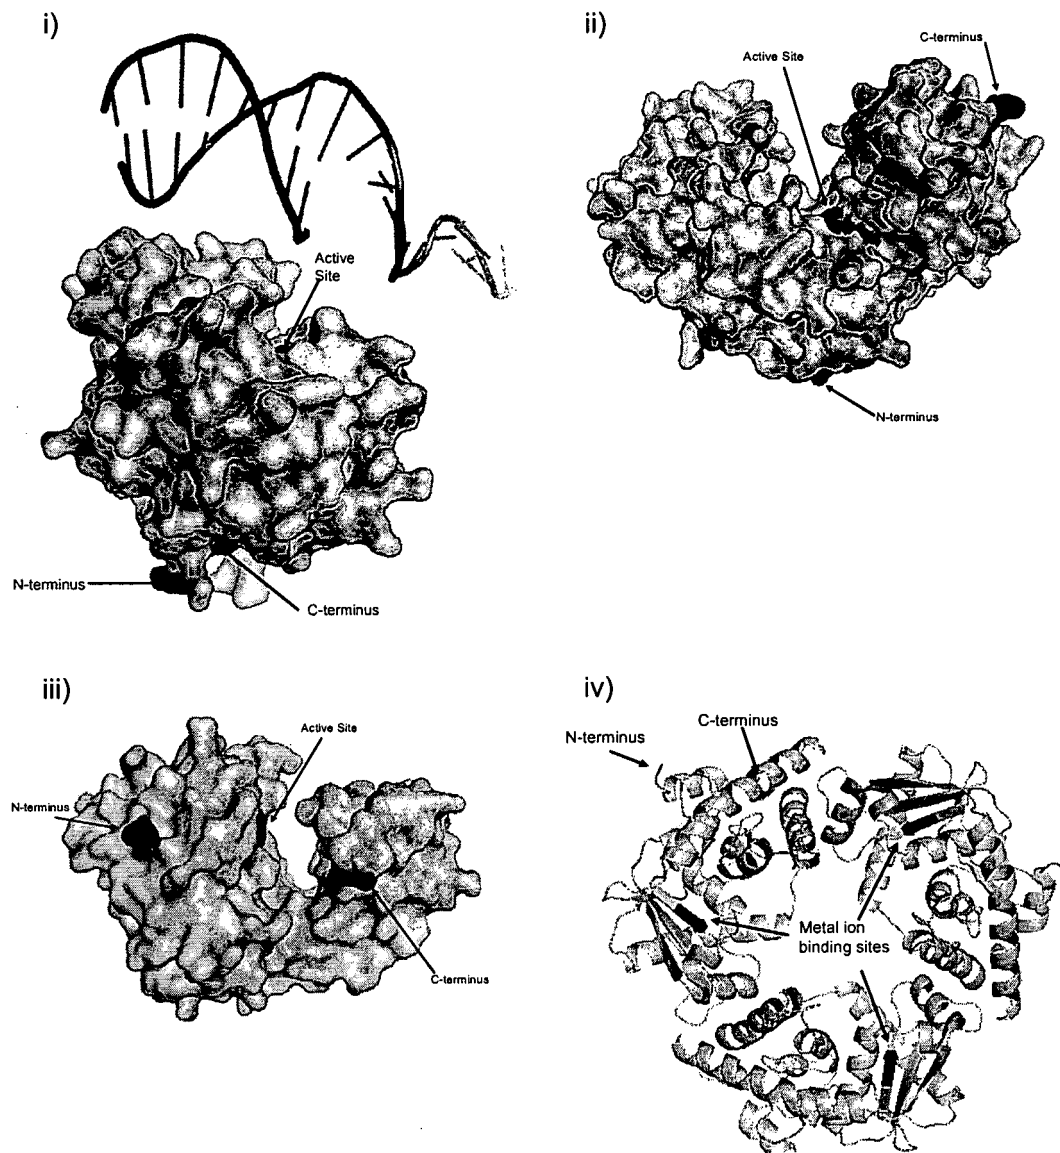 i)
Active
Site
N-terminus
C-terminus
ii)
C-terminus
Active Site
N-terminus
iii)
Active Site
N-terminus
C-terminus
iv)
C-terminus
N-terminus
Metal ion
binding sites